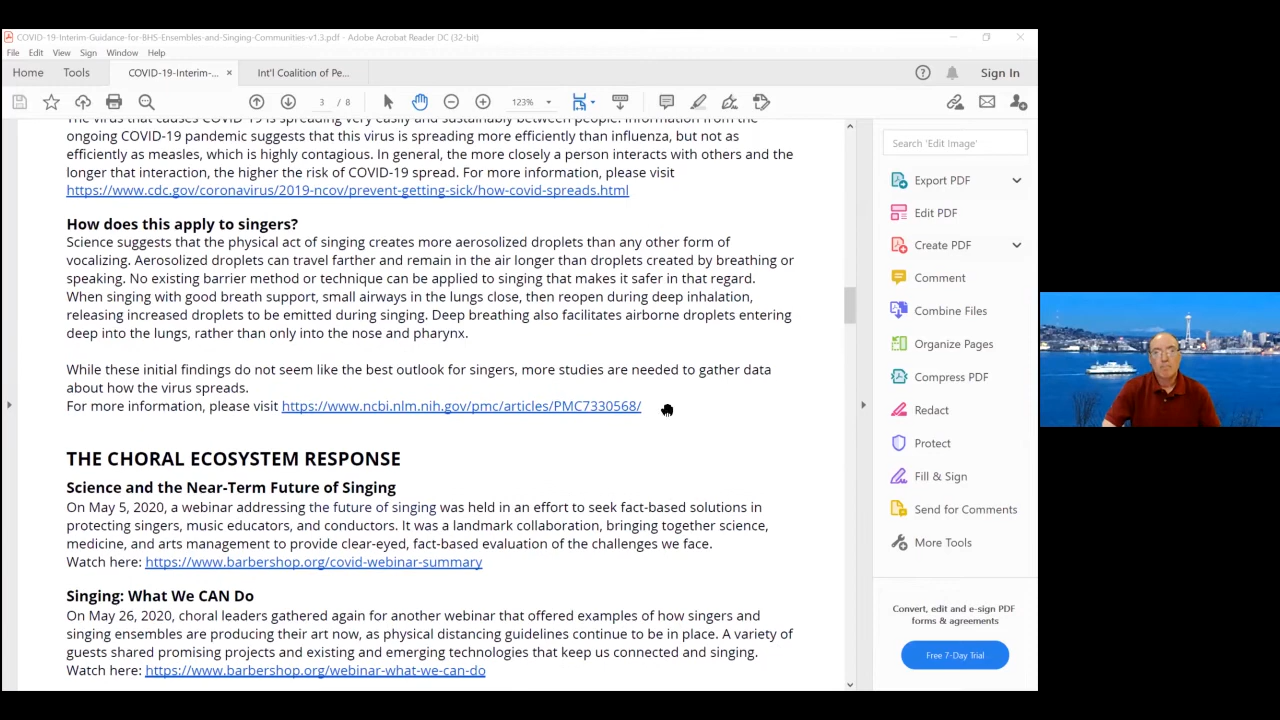 COVID-19-Interim-Guidance-for-BHS-Ensembles-and-Singing-Communities-v1.3.pdf - Adobe Acrobat Reader DC (32-bit)
File Edit View Sign Window Help
Home Tools COVID-19-Interim-... × Int'l Coalition of Pe... Sign In
3 / 8 123%
The virus that causes COVID-19 is spreading very easily and sustainably between people. Information from the
ongoing COVID-19 pandemic suggests that this virus is spreading more efficiently than influenza, but not as
efficiently as measles, which is highly contagious. In general, the more closely a person interacts with others and the
longer that interaction, the higher the risk of COVID-19 spread. For more information, please visit
https://www.cdc.gov/coronavirus/2019-ncov/prevent-getting-sick/how-covid-spreads.html
How does this apply to singers?
Science suggests that the physical act of singing creates more aerosolized droplets than any other form of
vocalizing. Aerosolized droplets can travel farther and remain in the air longer than droplets created by breathing or
speaking. No existing barrier method or technique can be applied to singing that makes it safer in that regard.
When singing with good breath support, small airways in the lungs close, then reopen during deep inhalation,
releasing increased droplets to be emitted during singing. Deep breathing also facilitates airborne droplets entering
deep into the lungs, rather than only into the nose and pharynx.
While these initial findings do not seem like the best outlook for singers, more studies are needed to gather data
about how the virus spreads.
For more information, please visit https://www.ncbi.nlm.nih.gov/pmc/articles/PMC7330568/
THE CHORAL ECOSYSTEM RESPONSE
Science and the Near-Term Future of Singing
On May 5, 2020, a webinar addressing the future of singing was held in an effort to seek fact-based solutions in
protecting singers, music educators, and conductors. It was a landmark collaboration, bringing together science,
medicine, and arts management to provide clear-eyed, fact-based evaluation of the challenges we face.
Watch here: https://www.barbershop.org/covid-webinar-summary
Singing: What We CAN Do
On May 26, 2020, choral leaders gathered again for another webinar that offered examples of how singers and
singing ensembles are producing their art now, as physical distancing guidelines continue to be in place. A variety of
guests shared promising projects and existing and emerging technologies that keep us connected and singing.
Watch here: https://www.barbershop.org/webinar-what-we-can-do
Search 'Edit Image'
Export PDF
Edit PDF
Create PDF
Comment
Combine Files
Organize Pages
Compress PDF
Redact
Protect
Fill & Sign
Send for Comments
More Tools
Convert, edit and e-sign PDF
forms & agreements
Free 7-Day Trial